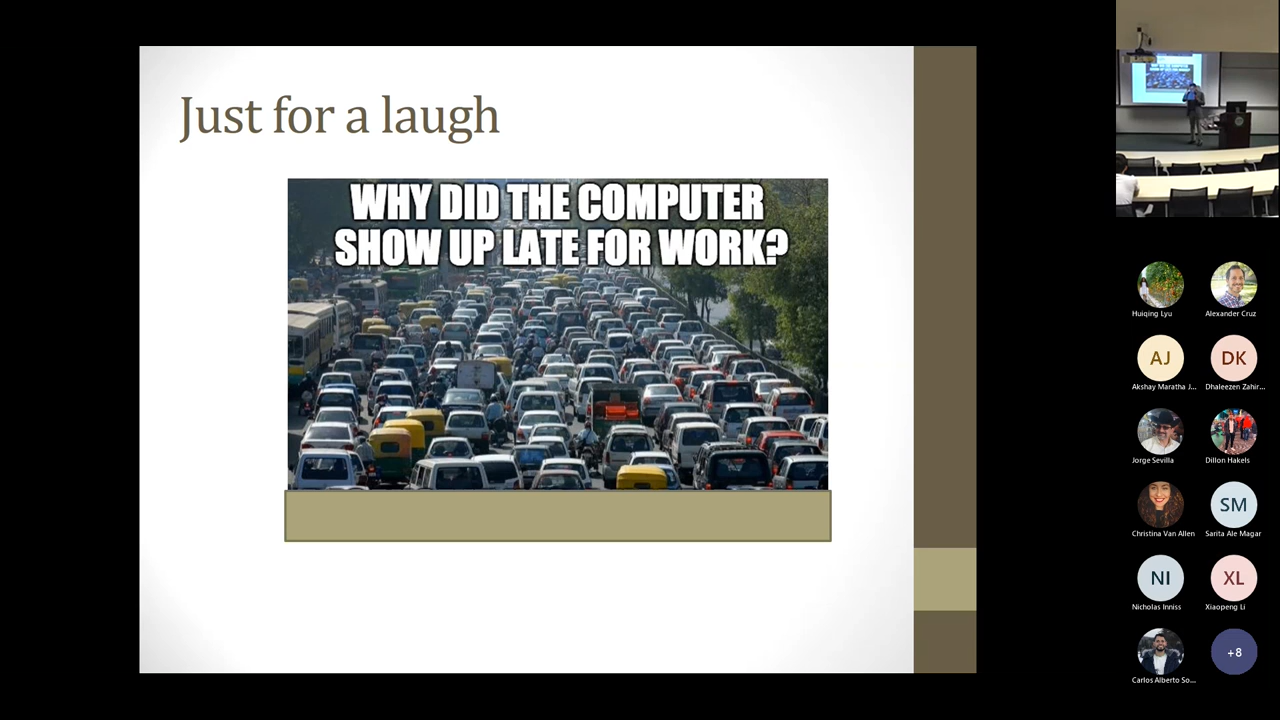 Just for a laugh
WHY DID THE COMPUTER
SHOW UP LATE FOR WORK?
Huiqing Lyu
Alexander Cruz
AJ
DK
Akshay Maratha J...
Dhaleezen Zahir...
Jorge Sevilla
Dillon Hakels
SM
Christina Van Allen
Sarita Ale Magar
NI
XL
Nicholas Inniss
Xiaopeng Li
+8
Carlos Alberto So...